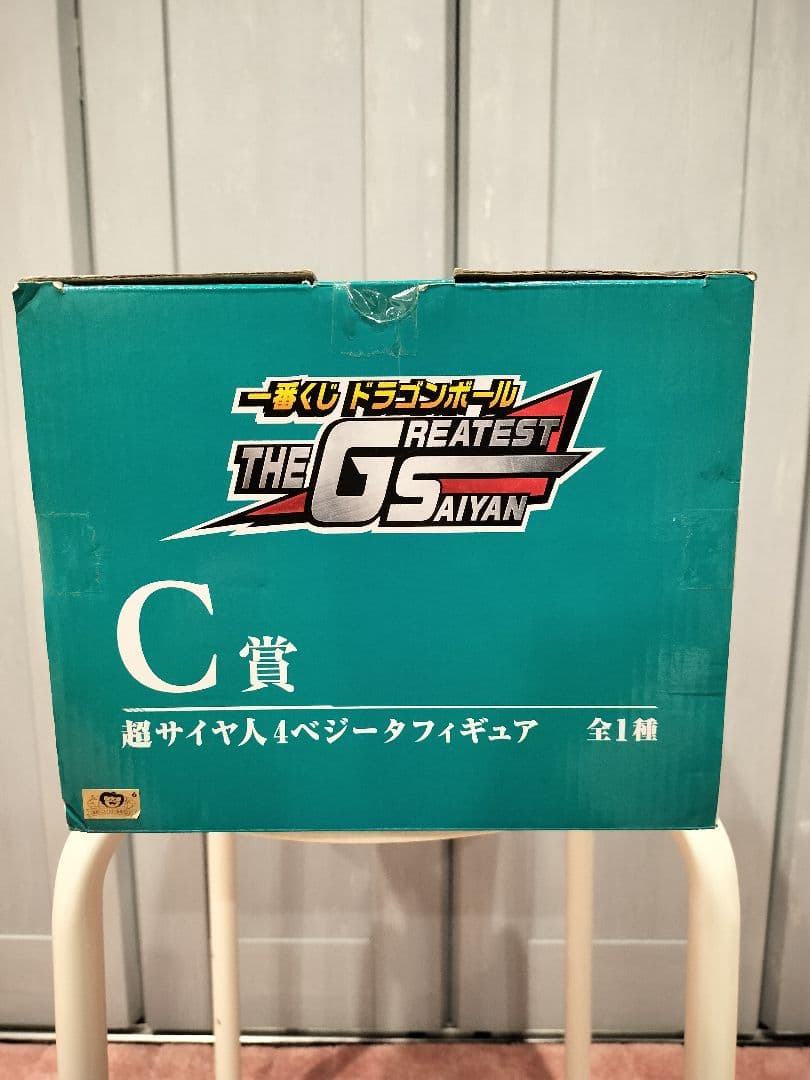 一番くじ ドラゴンボール
THE GREATEST
SAIYAN
C賞
超サイヤ人4ベジータフィギュア 全1種
6